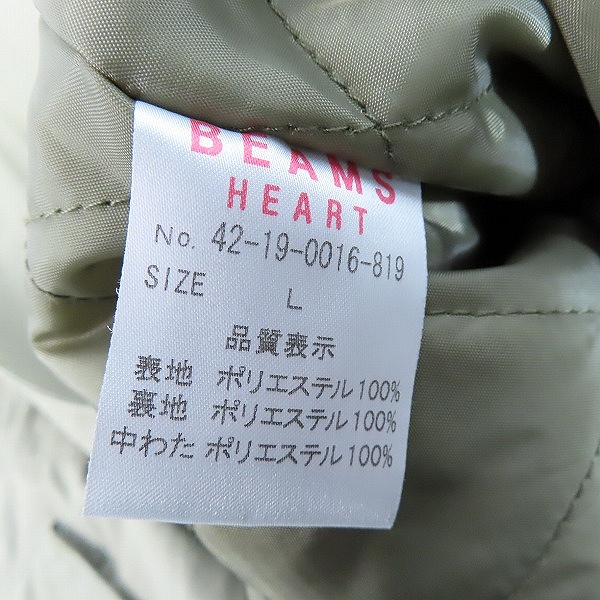 BEAMS
HEART
No. 42-19-0016-819
SIZE L
品質表示
表地 ポリエステル100%
裏地 ポリエステル100%
中わた ポリエステル100%